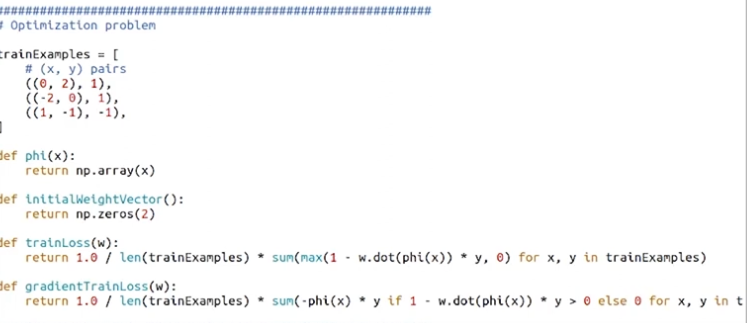 ################################################################
# Optimization problem
trainExamples = [
# (x, y) pairs
((0, 2), 1),
((-2, 0), 1),
((1, -1), -1),
]
def phi(x):
return np.array(x)
def initialWeightVector():
return np.zeros(2)
def trainLoss(w):
return 1.0 / len(trainExamples) * sum(max(1 - w.dot(phi(x)) * y, 0) for x, y in trainExamples)
def gradientTrainLoss(w):
return 1.0 / len(trainExamples) * sum(-phi(x) * y if 1 - w.dot(phi(x)) * y > 0 else 0 for x, y in t